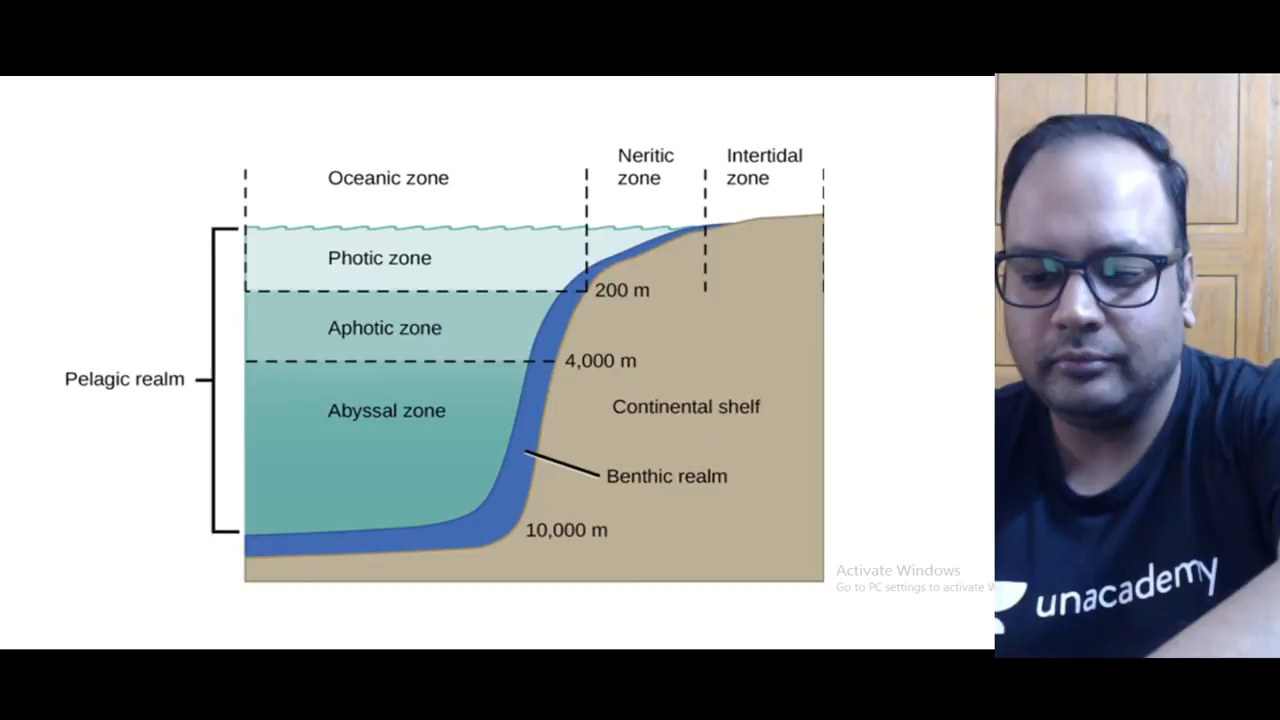 Neritic
zone
Intertidal
zone
Oceanic zone
Photic zone
200 m
Aphotic zone
4,000 m
Pelagic realm
Abyssal zone
Continental shelf
Benthic realm
10,000 m
Activate Windows
Go to PC settings to activate
unacademy